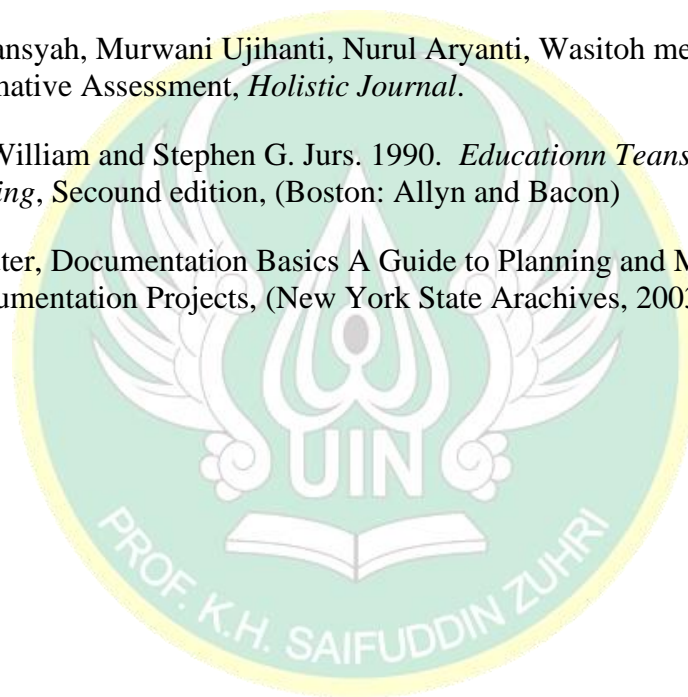 ansyah, Murwani Ujihanti, Nurul Aryanti, Wasitoh me
native Assessment, Holistic Journal.
William and Stephen G. Jurs. 1990. Educationn Teans
ing, Secound edition, (Boston: Allyn and Bacon)
ter, Documentation Basics A Guide to Planning and M
umentation Projects, (New York State Arachives, 2003
UIN
PROF. K.H. SAIFUDDIN ZUHRI